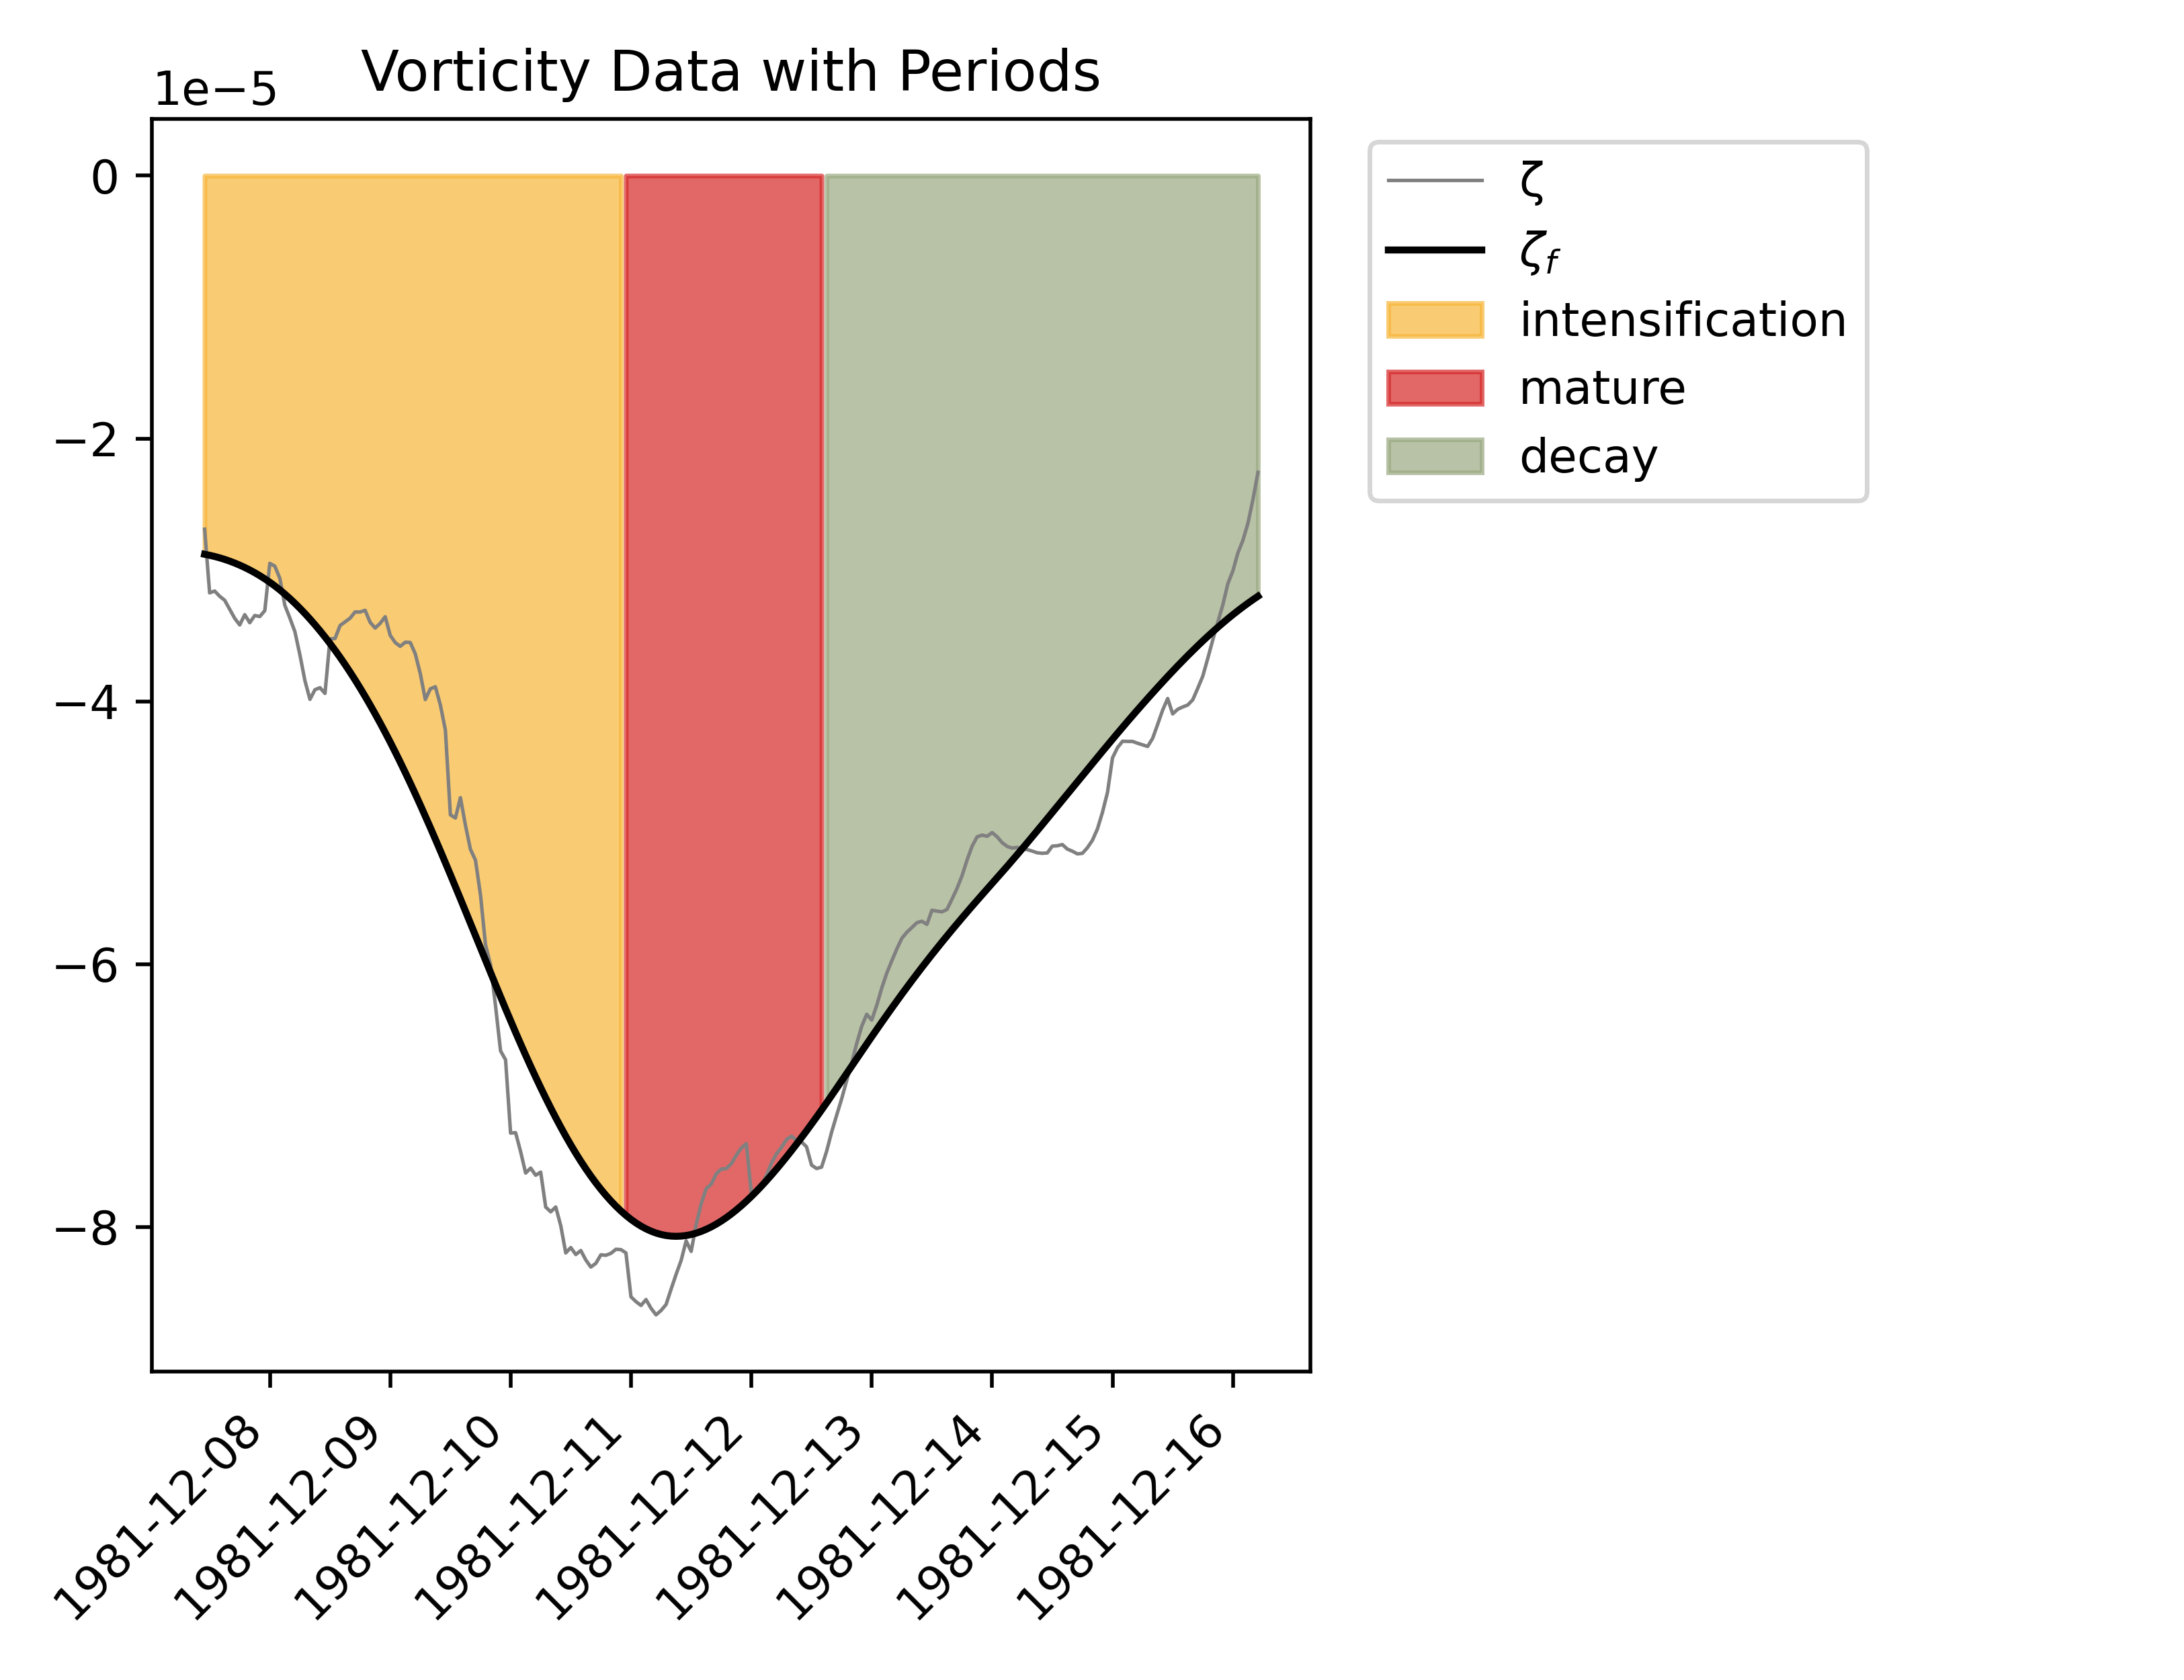 Vorticity Data with Periods
1e−5
0
−2
−4
−6
−8
1981-12-08
1981-12-09
1981-12-10
1981-12-11
1981-12-12
1981-12-13
1981-12-14
1981-12-15
1981-12-16
ζ
ζf
intensification
mature
decay